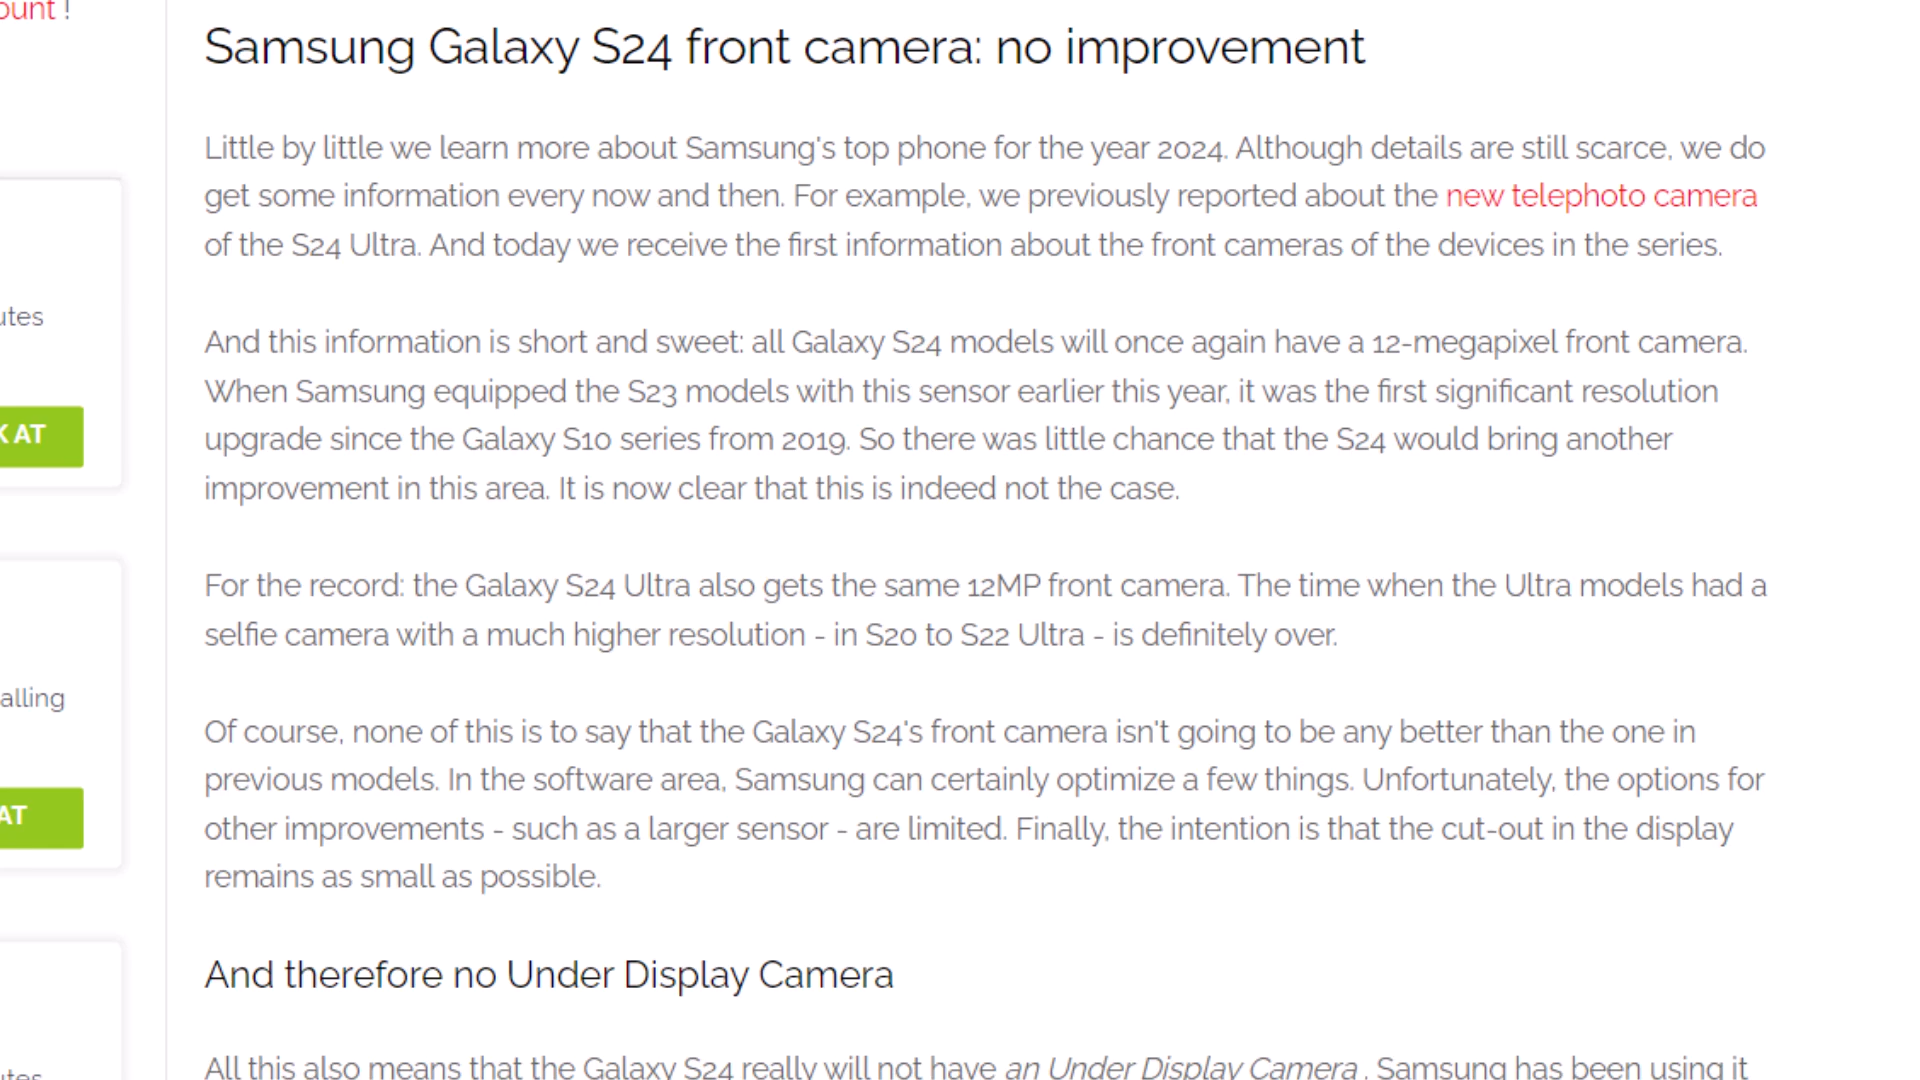 ount !
Samsung Galaxy S24 front camera: no improvement
Little by little we learn more about Samsung's top phone for the year 2024. Although details are still scarce, we do
get some information every now and then. For example, we previously reported about the new telephoto camera
of the S24 Ultra. And today we receive the first information about the front cameras of the devices in the series.
utes
And this information is short and sweet: all Galaxy S24 models will once again have a 12-megapixel front camera.
When Samsung equipped the S23 models with this sensor earlier this year, it was the first significant resolution
upgrade since the Galaxy S10 series from 2019. So there was little chance that the S24 would bring another
improvement in this area. It is now clear that this is indeed not the case.
K AT
For the record: the Galaxy S24 Ultra also gets the same 12MP front camera. The time when the Ultra models had a
selfie camera with a much higher resolution - in S20 to S22 Ultra - is definitely over.
alling
Of course, none of this is to say that the Galaxy S24's front camera isn't going to be any better than the one in
previous models. In the software area, Samsung can certainly optimize a few things. Unfortunately, the options for
other improvements - such as a larger sensor - are limited. Finally, the intention is that the cut-out in the display
remains as small as possible.
AT
And therefore no Under Display Camera
All this also means that the Galaxy S24 really will not have an Under Display Camera . Samsung has been using it
utes